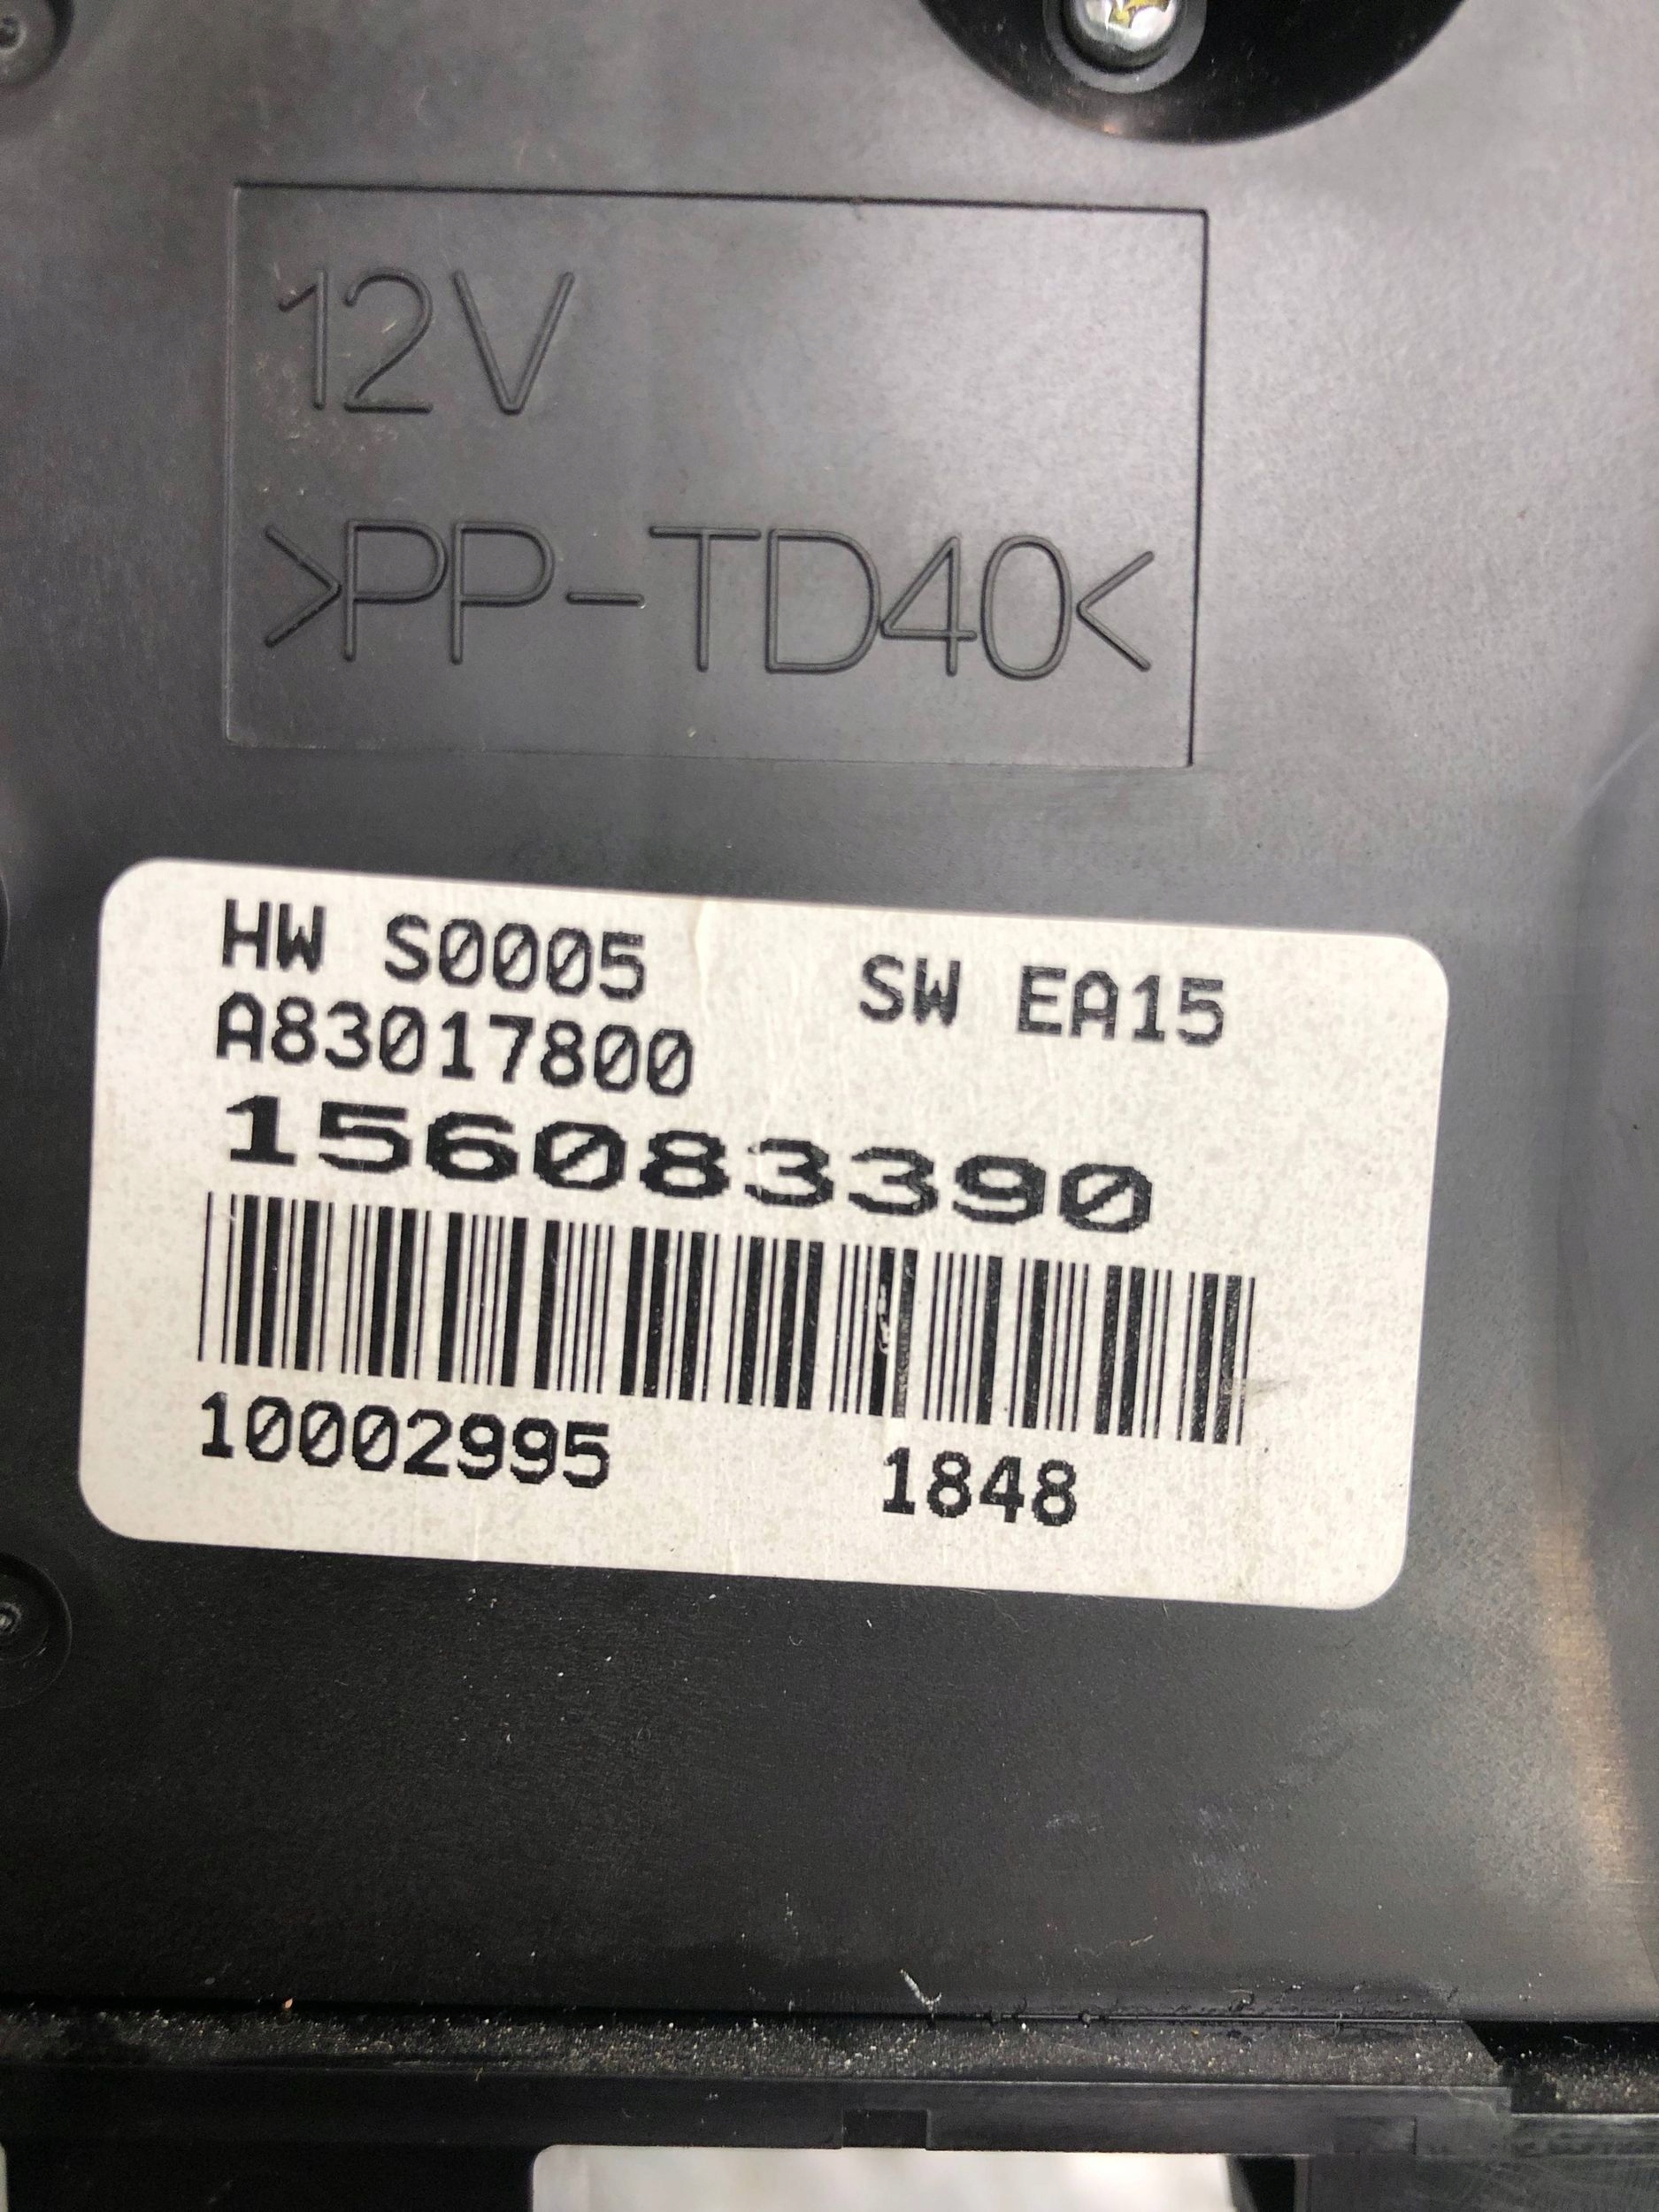 12V
>PP-TD40<
HW S0005 SW EA15
A83017800
156083390
10002995 1848